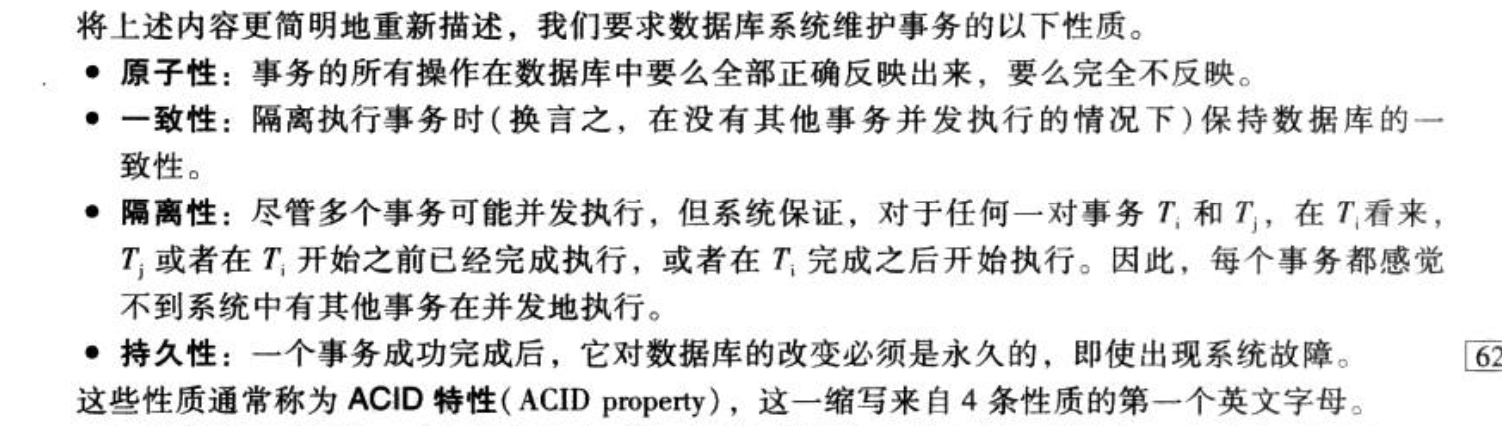 将上述内容更简明地重新描述，我们要求数据库系统维护事务的以下性质。
● 原子性：事务的所有操作在数据库中要么全部正确反映出来，要么完全不反映。
● 一致性：隔离执行事务时(换言之，在没有其他事务并发执行的情况下)保持数据库的一
致性。
● 隔离性：尽管多个事务可能并发执行，但系统保证，对于任何一对事务 Ti 和 Tj，在 Ti看来，
Tj 或者在 Ti 开始之前已经完成执行，或者在 Ti 完成之后开始执行。因此，每个事务都感觉
不到系统中有其他事务在并发地执行。
● 持久性：一个事务成功完成后，它对数据库的改变必须是永久的，即使出现系统故障。
62
这些性质通常称为 ACID 特性(ACID property)，这一缩写来自 4 条性质的第一个英文字母。